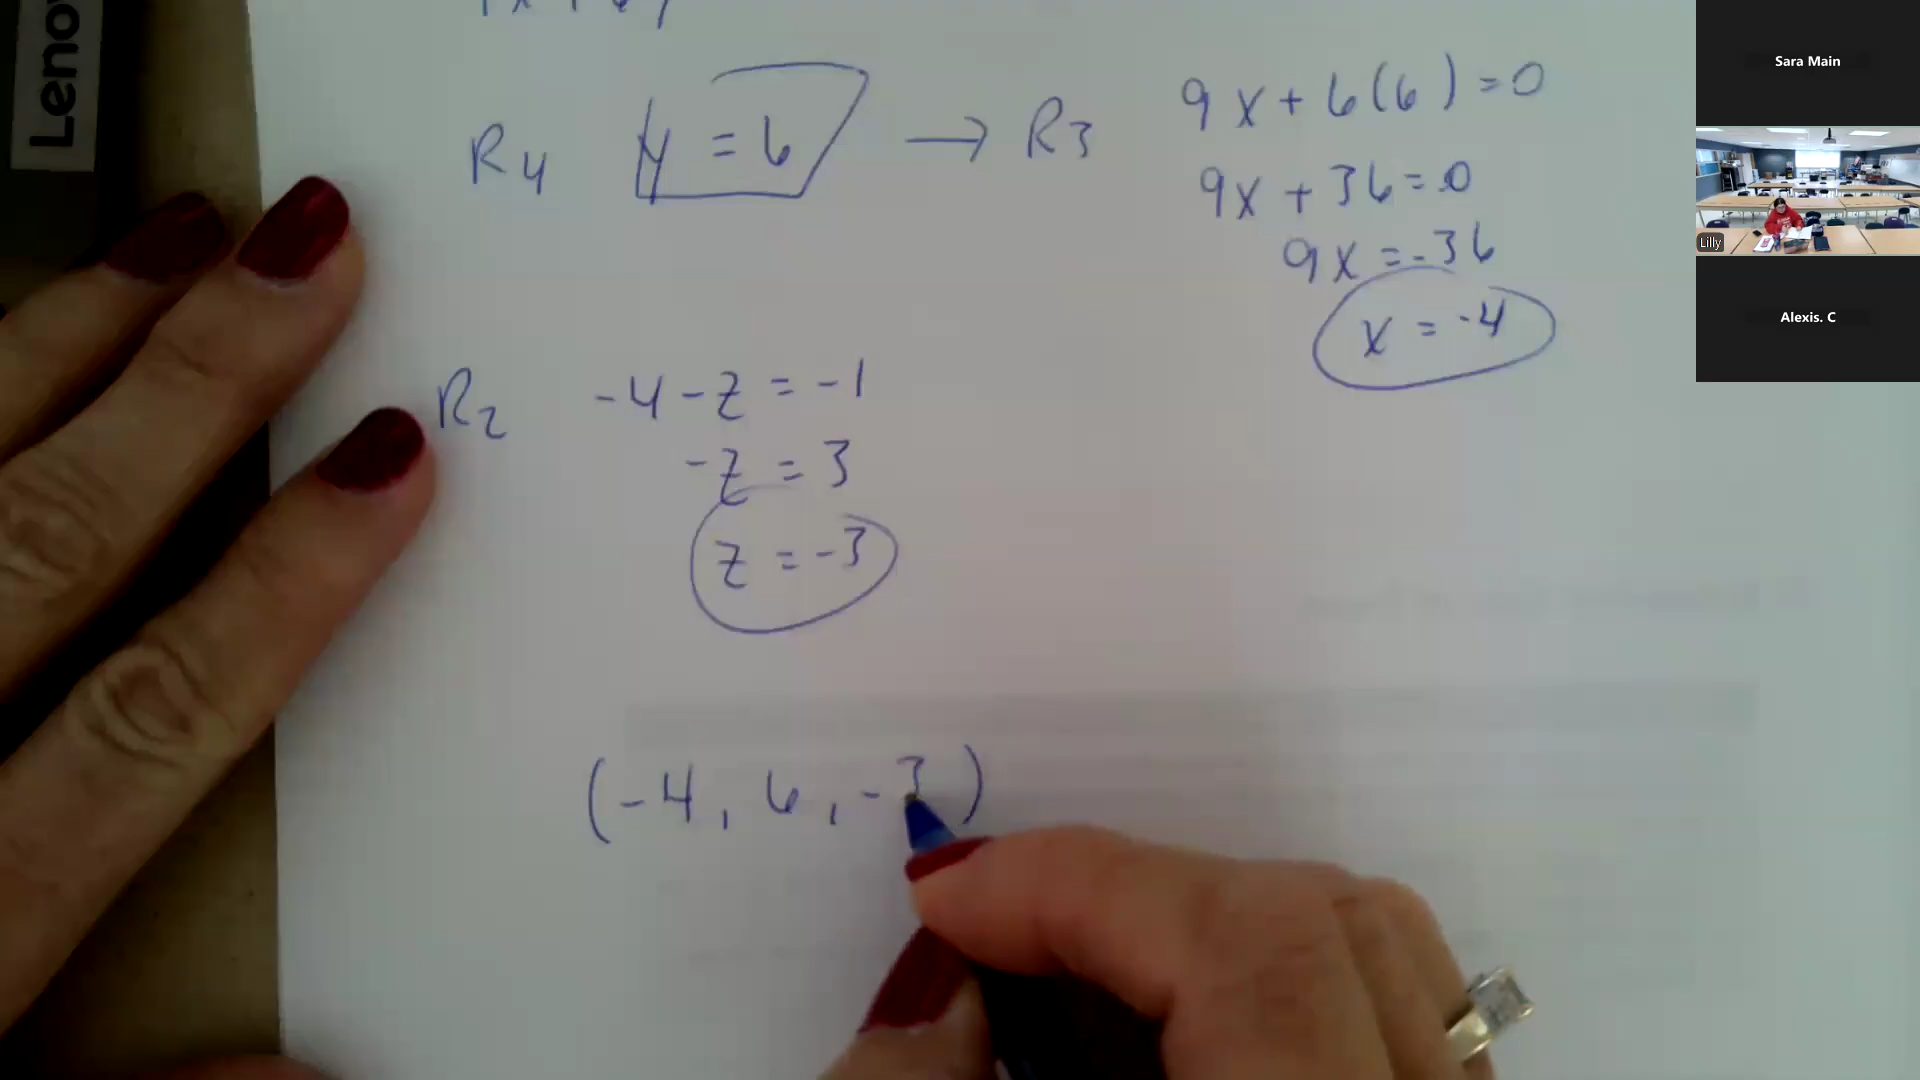 Lenov
R4 y = 6 → R3
9x + 6(6) = 0
9x + 36 = 0
9x = -36
x = -4
R2 -4 - z = -1
-z = 3
z = -3
(-4, 6, -3)
Sara Main
Lilly
Alexis. C